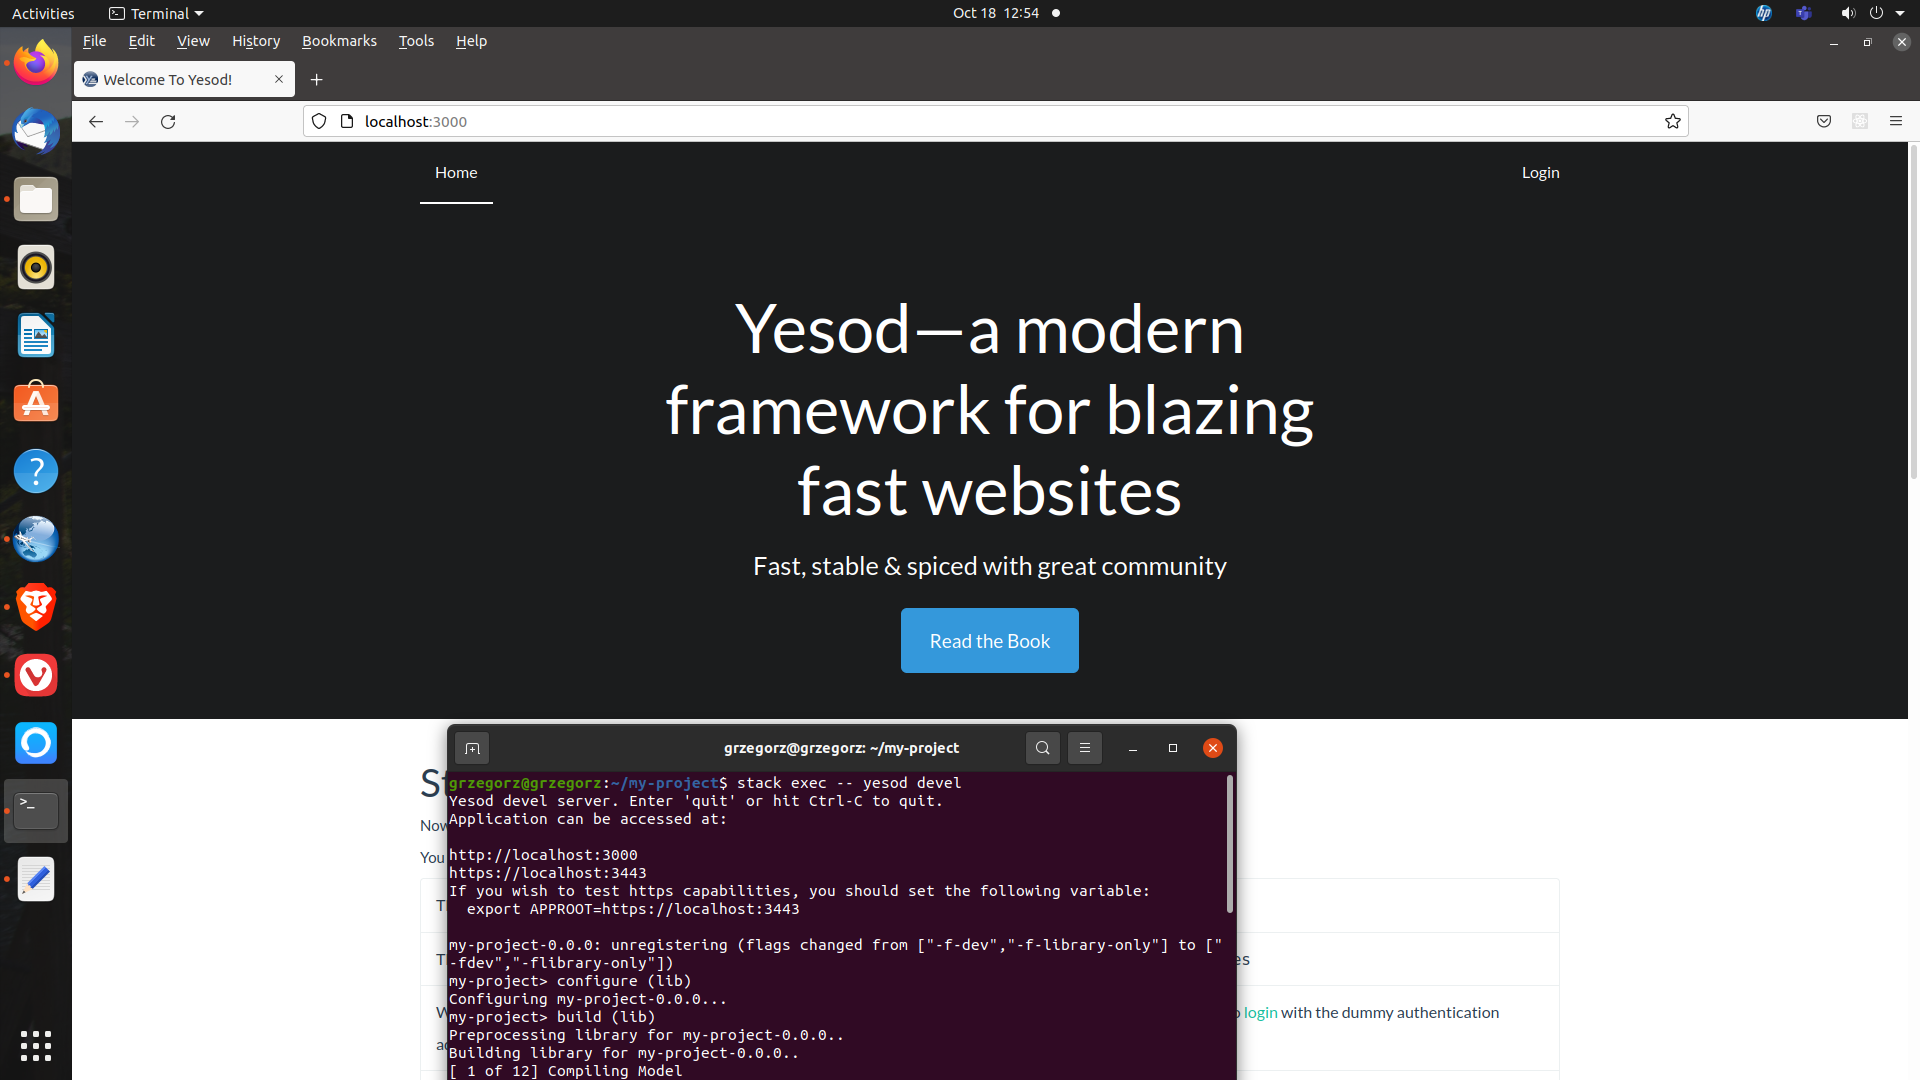 Activities
Terminal
Oct 18 12:54
hp
File Edit View History Bookmarks Tools Help
Welcome To Yesod!
localhost:3000
Home
Login
Yesod—a modern
framework for blazing
fast websites
Fast, stable & spiced with great community
Read the Book
grzegorz@grzegorz: ~/my-project
grzegorz@grzegorz:~/my-project$ stack exec -- yesod devel
Yesod devel server. Enter 'quit' or hit Ctrl-C to quit.
Application can be accessed at:
http://localhost:3000
https://localhost:3443
If you wish to test https capabilities, you should set the following variable:
export APPROOT=https://localhost:3443
my-project-0.0.0: unregistering (flags changed from ["-f-dev","-f-library-only"] to ["
-fdev","-flibrary-only"])
my-project> configure (lib)
Configuring my-project-0.0.0...
my-project> build (lib)
Preprocessing library for my-project-0.0.0..
Building library for my-project-0.0.0..
[ 1 of 12] Compiling Model
Now
You
login with the dummy authentication